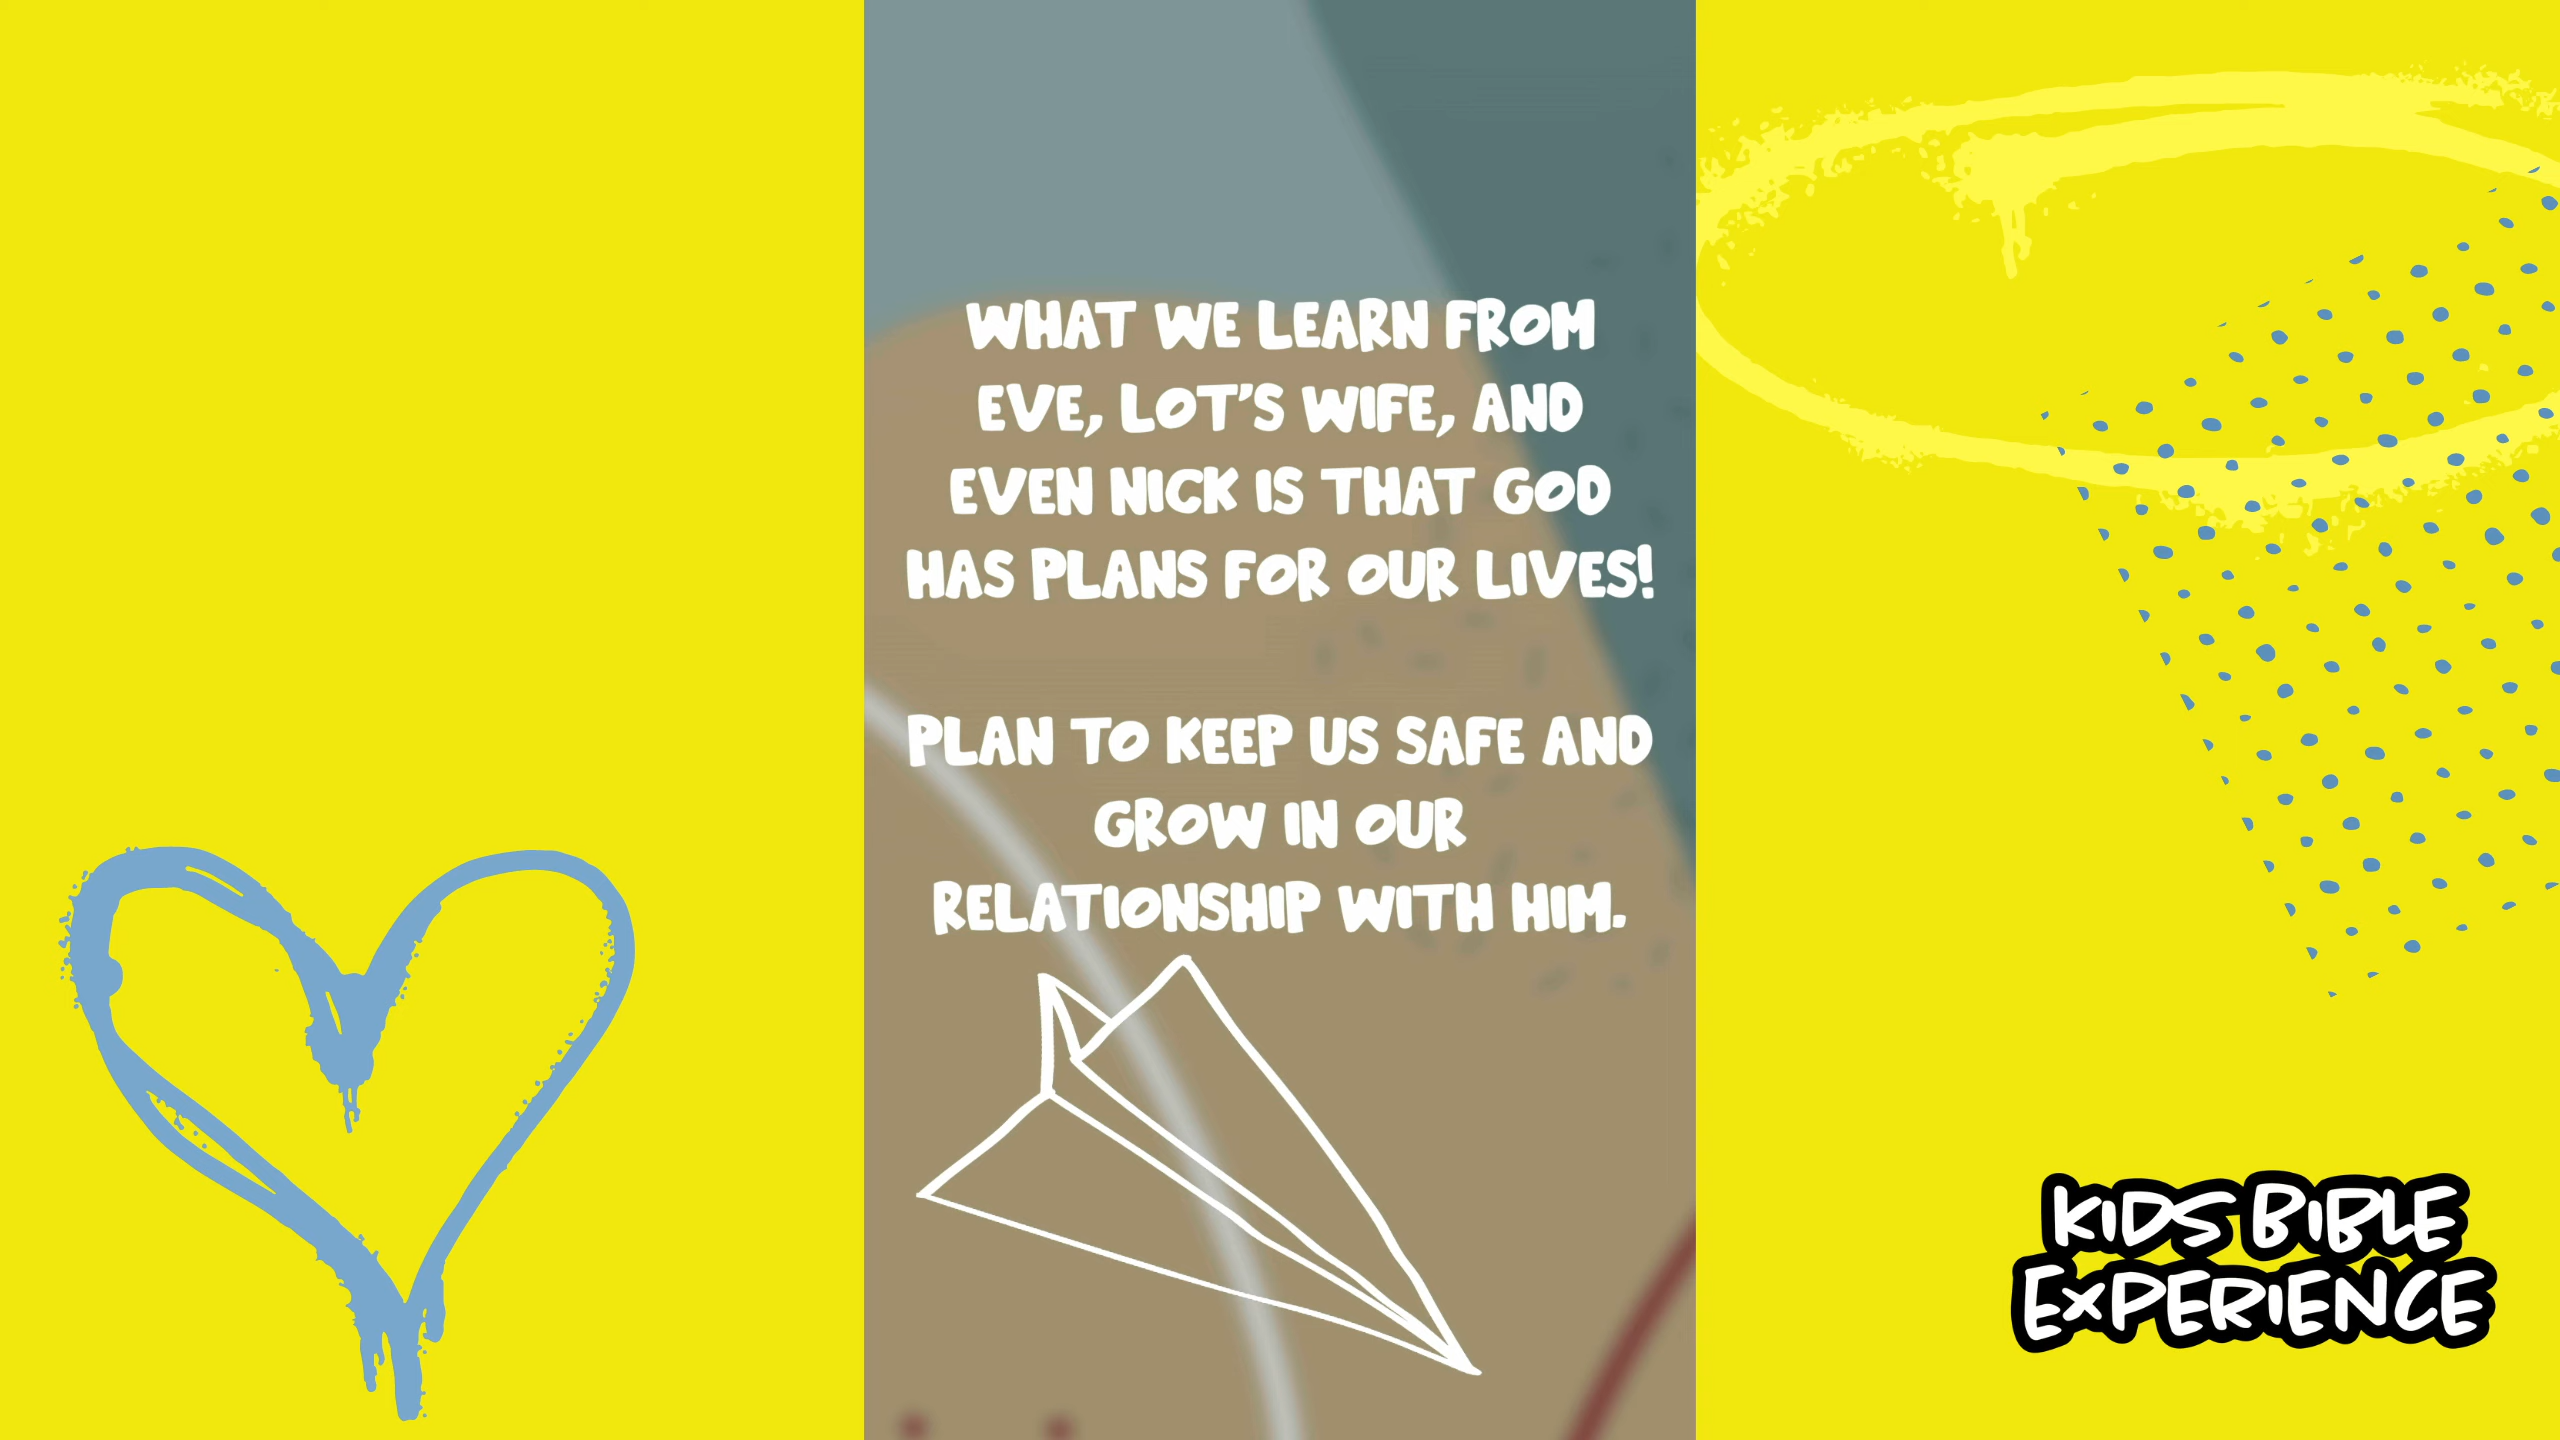 WHAT WE LEARN FROM
EVE, LOT'S WIFE, AND
EVEN NICK IS THAT GOD
HAS PLANS FOR OUR LIVES!
PLAN TO KEEP US SAFE AND
GROW IN OUR
RELATIONSHIP WITH HIM.
KIDS BIBLE
EXPERIENCE